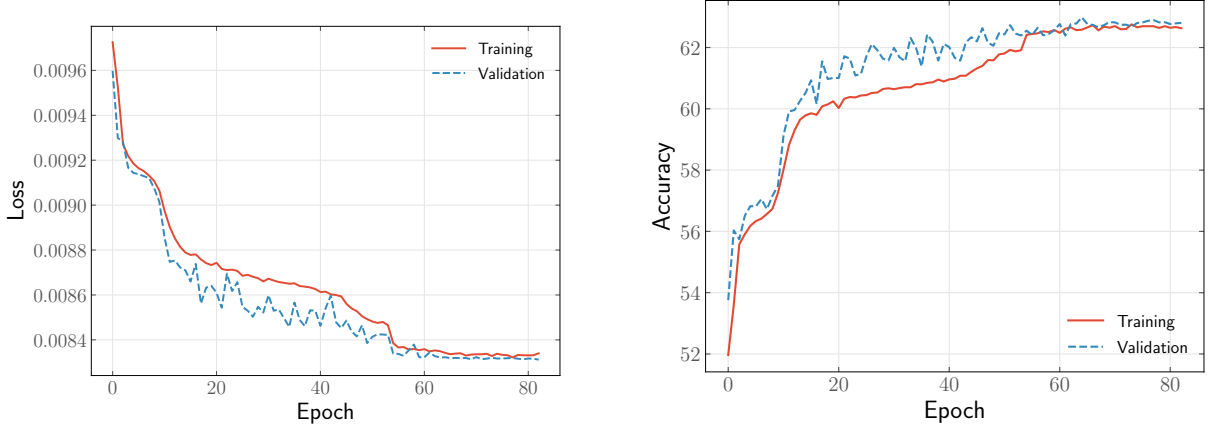 Training
Validation
0.0096
0.0094
0.0092
0.0090
0.0088
0.0086
0.0084
Loss
0 20 40 60 80
Epoch
62
60
58
56
54
52
Accuracy
Training
Validation
0 20 40 60 80
Epoch